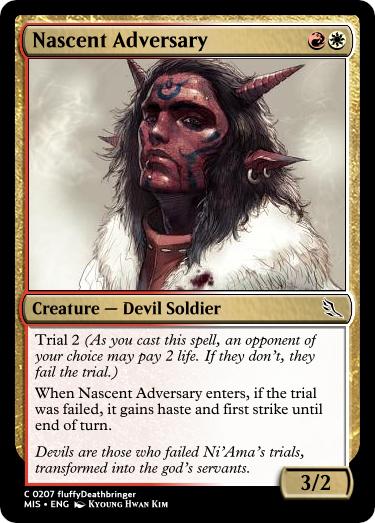 Nascent Adversary
Creature — Devil Soldier
Trial 2 (As you cast this spell, an opponent of
your choice may pay 2 life. If they don't, they
fail the trial.)
When Nascent Adversary enters, if the trial
was failed, it gains haste and first strike until
end of turn.
Devils are those who failed Ni'Ama's trials,
transformed into the god's servants.
3/2
C 0207 fluffyDeathbringer
MIS • ENG Kyoung Hwan Kim